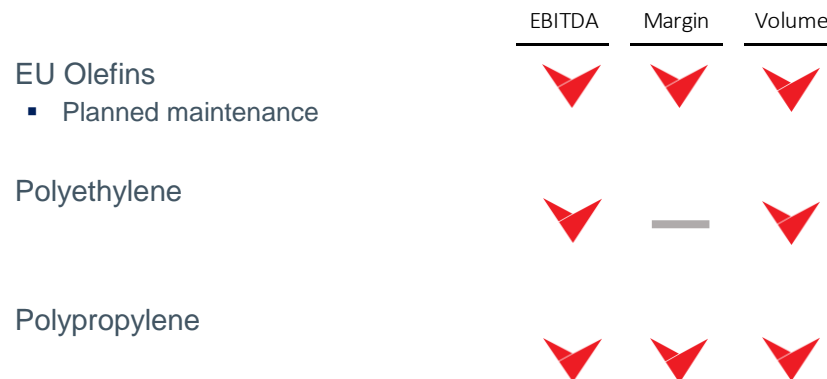 EBITDA Margin Volume
EU Olefins
▪ Planned maintenance
Polyethylene
Polypropylene